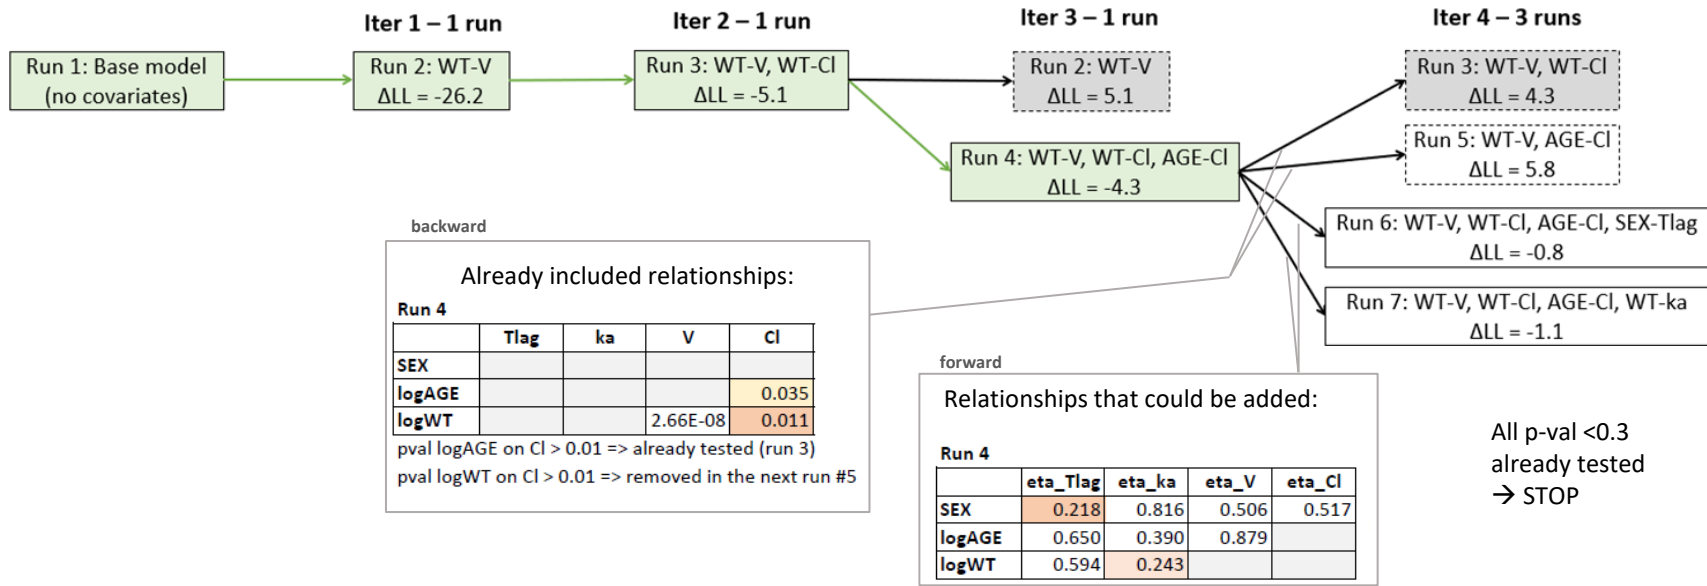 Iter 1 – 1 run
Iter 2 – 1 run
Iter 3 – 1 run
Iter 4 – 3 runs
Run 1: Base model
(no covariates)
Run 2: WT-V
ΔLL = -26.2
Run 3: WT-V, WT-Cl
ΔLL = -5.1
Run 2: WT-V
ΔLL = 5.1
Run 3: WT-V, WT-Cl
ΔLL = 4.3
Run 4: WT-V, WT-Cl, AGE-Cl
ΔLL = -4.3
Run 5: WT-V, AGE-Cl
ΔLL = 5.8
Run 6: WT-V, WT-Cl, AGE-Cl, SEX-Tlag
ΔLL = -0.8
Run 7: WT-V, WT-Cl, AGE-Cl, WT-ka
ΔLL = -1.1
backward
Already included relationships:
Run 4
Tlag ka V Cl
SEX
logAGE 0.035
logWT 2.66E-08 0.011
pval logAGE on Cl > 0.01 => already tested (run 3)
pval logWT on Cl > 0.01 => removed in the next run #5
forward
Relationships that could be added:
Run 4
eta_Tlag eta_ka eta_V eta_Cl
SEX 0.218 0.816 0.506 0.517
logAGE 0.650 0.390 0.879
logWT 0.594 0.243
All p-val <0.3
already tested
→ STOP